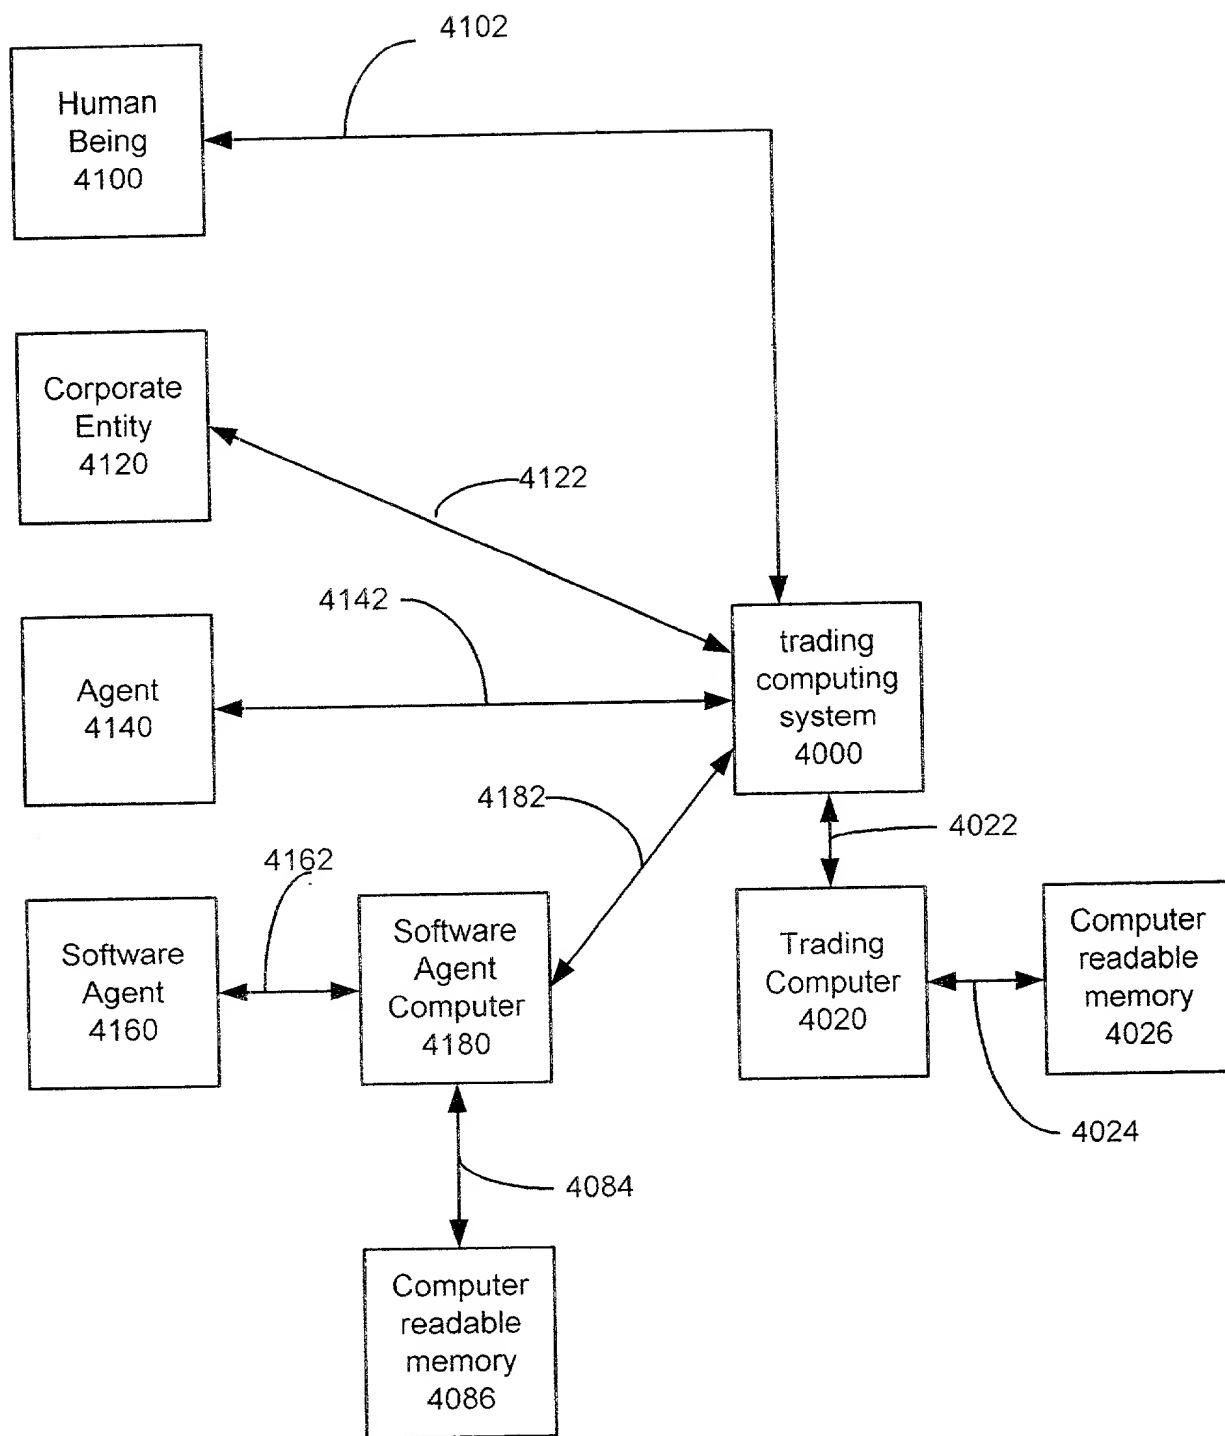 4102
Human
Being
4100
Corporate
Entity
4120
4122
4142
Agent
4140
trading
computing
system
4000
4182
4022
4162
Software
Agent
4160
Software
Agent
Computer
4180
Trading
Computer
4020
Computer
readable
memory
4026
4024
4084
Computer
readable
memory
4086